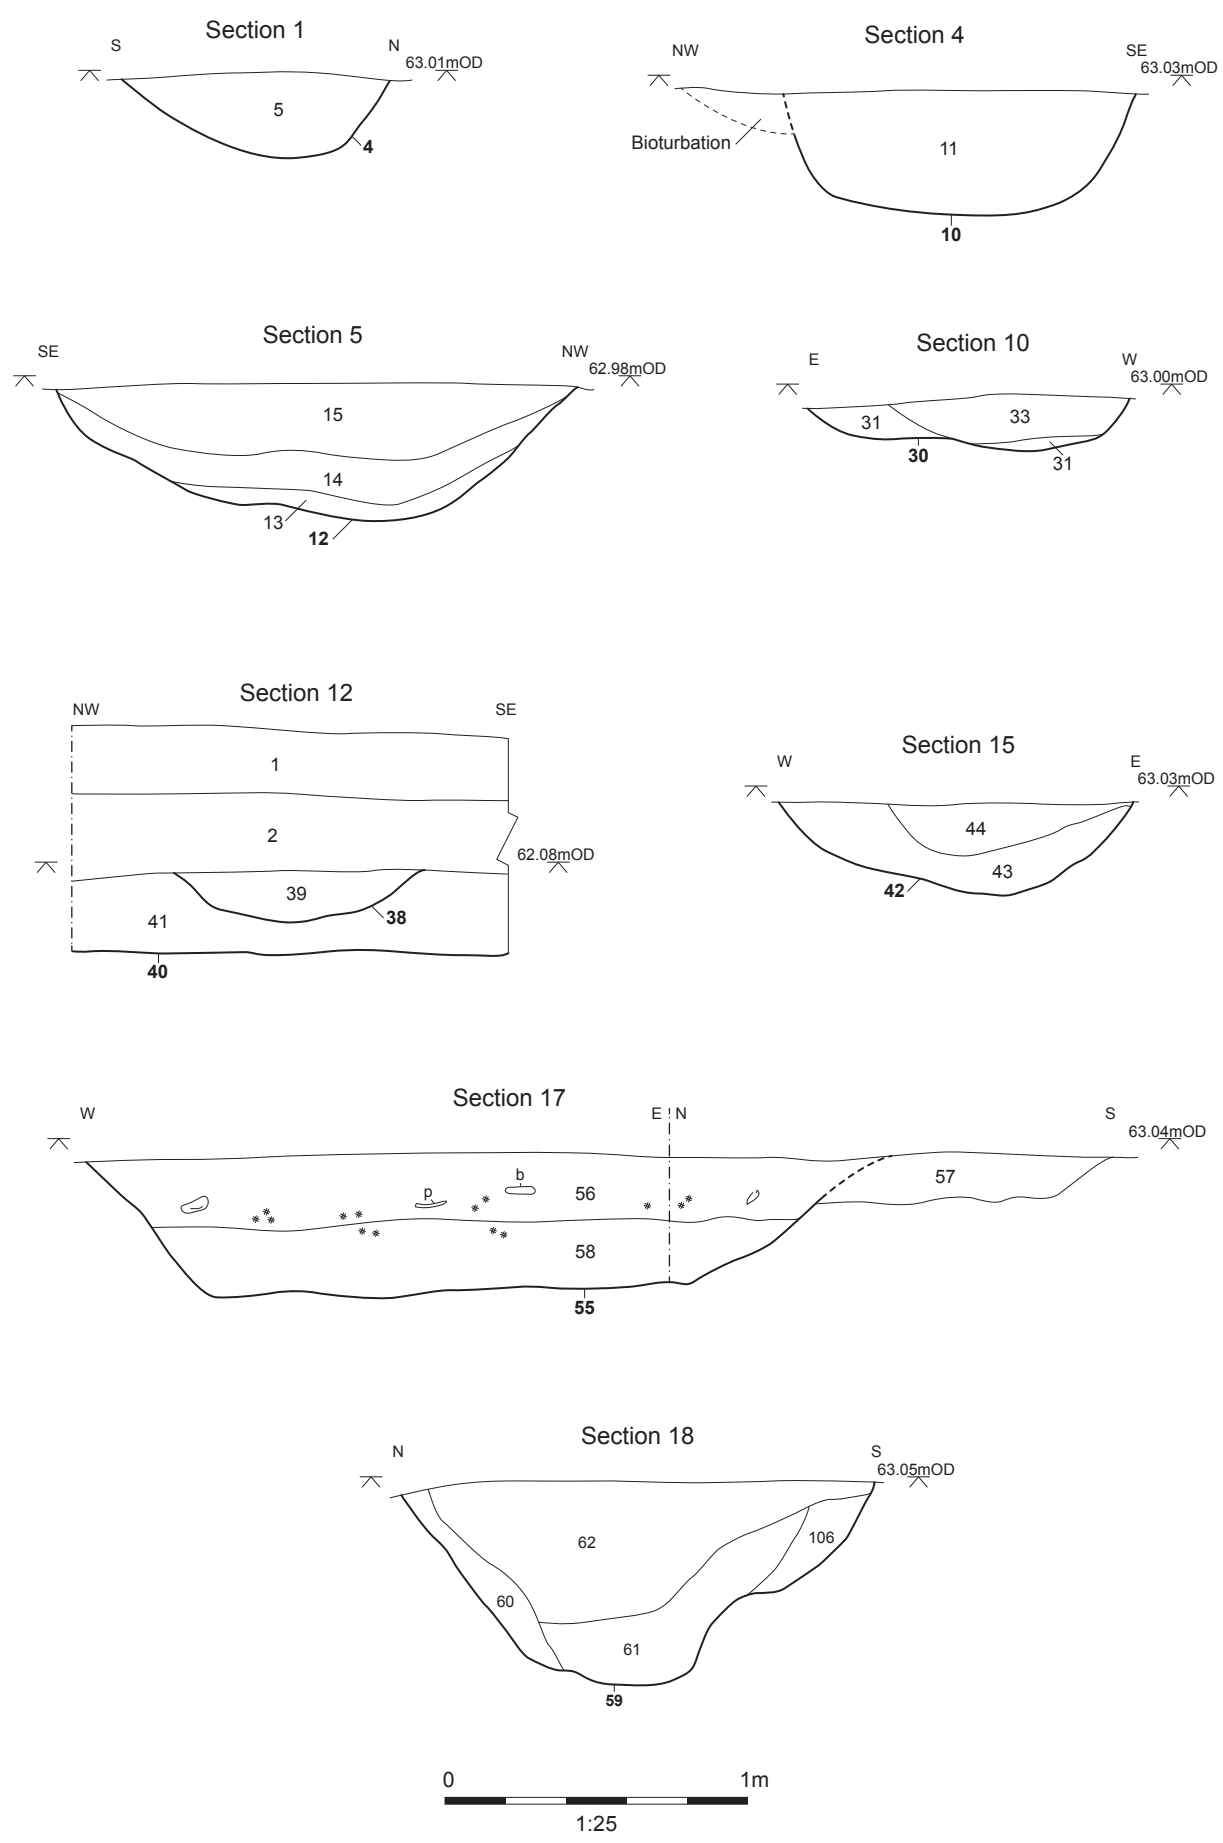 Section 1
S
N
63.01mOD
5
4
Section 4
NW
SE
63.03mOD
Bioturbation
11
10
Section 5
SE
NW
62.98mOD
15
14
13
12
Section 10
E
W
63.00mOD
31
33
30
31
Section 12
NW
SE
1
2
62.08mOD
39
38
41
40
Section 15
W
E
63.03mOD
44
43
42
Section 17
W
E N
S
63.04mOD
p
b
56
57
58
55
Section 18
N
S
63.05mOD
62
106
60
61
59
0 1m
1:25